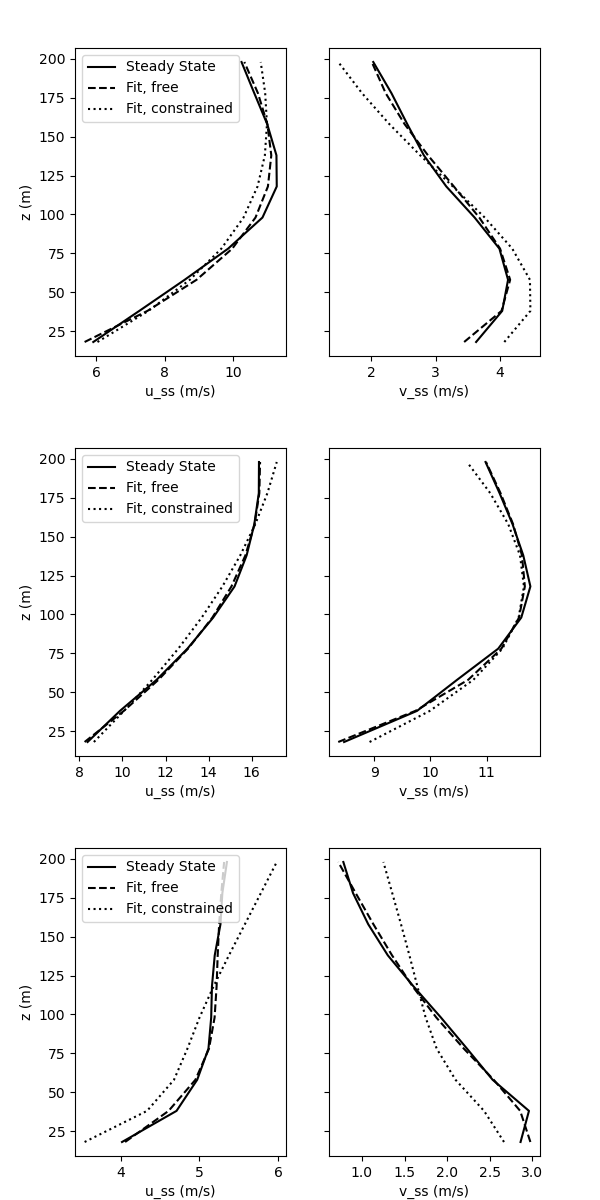 200
175
150
125
100
75
50
25
z (m)
Steady State
Fit, free
Fit, constrained
6 8 10
u_ss (m/s)
2 3 4
v_ss (m/s)
200
175
150
125
100
75
50
25
z (m)
Steady State
Fit, free
Fit, constrained
8 10 12 14 16
u_ss (m/s)
9 10 11
v_ss (m/s)
200
175
150
125
100
75
50
25
z (m)
Steady State
Fit, free
Fit, constrained
4 5 6
u_ss (m/s)
1.0 1.5 2.0 2.5 3.0
v_ss (m/s)